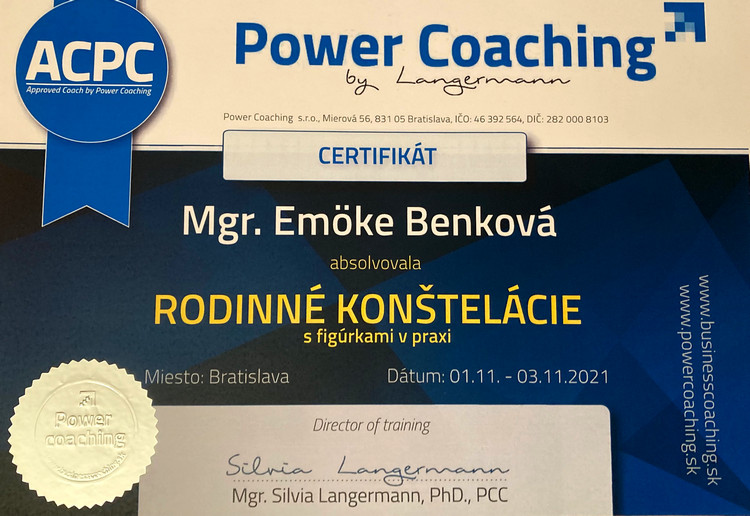 ACPC
Approved Coach by Power Coaching
Power Coaching
by Langermann
Power Coaching s.r.o., Mierová 56, 831 05 Bratislava, IČO: 46 392 564, DIČ: 282 000 8103
CERTIFIKÁT
Mgr. Emöke Benková
absolvovala
RODINNÉ KONŠTELÁCIE
s figúrkami v praxi
Miesto: Bratislava
Dátum: 01.11. - 03.11.2021
www.businesscoaching.sk
www.powercoaching.sk
Power
coaching
Director of training
Silvia Langermann
Mgr. Silvia Langermann, PhD., PCC